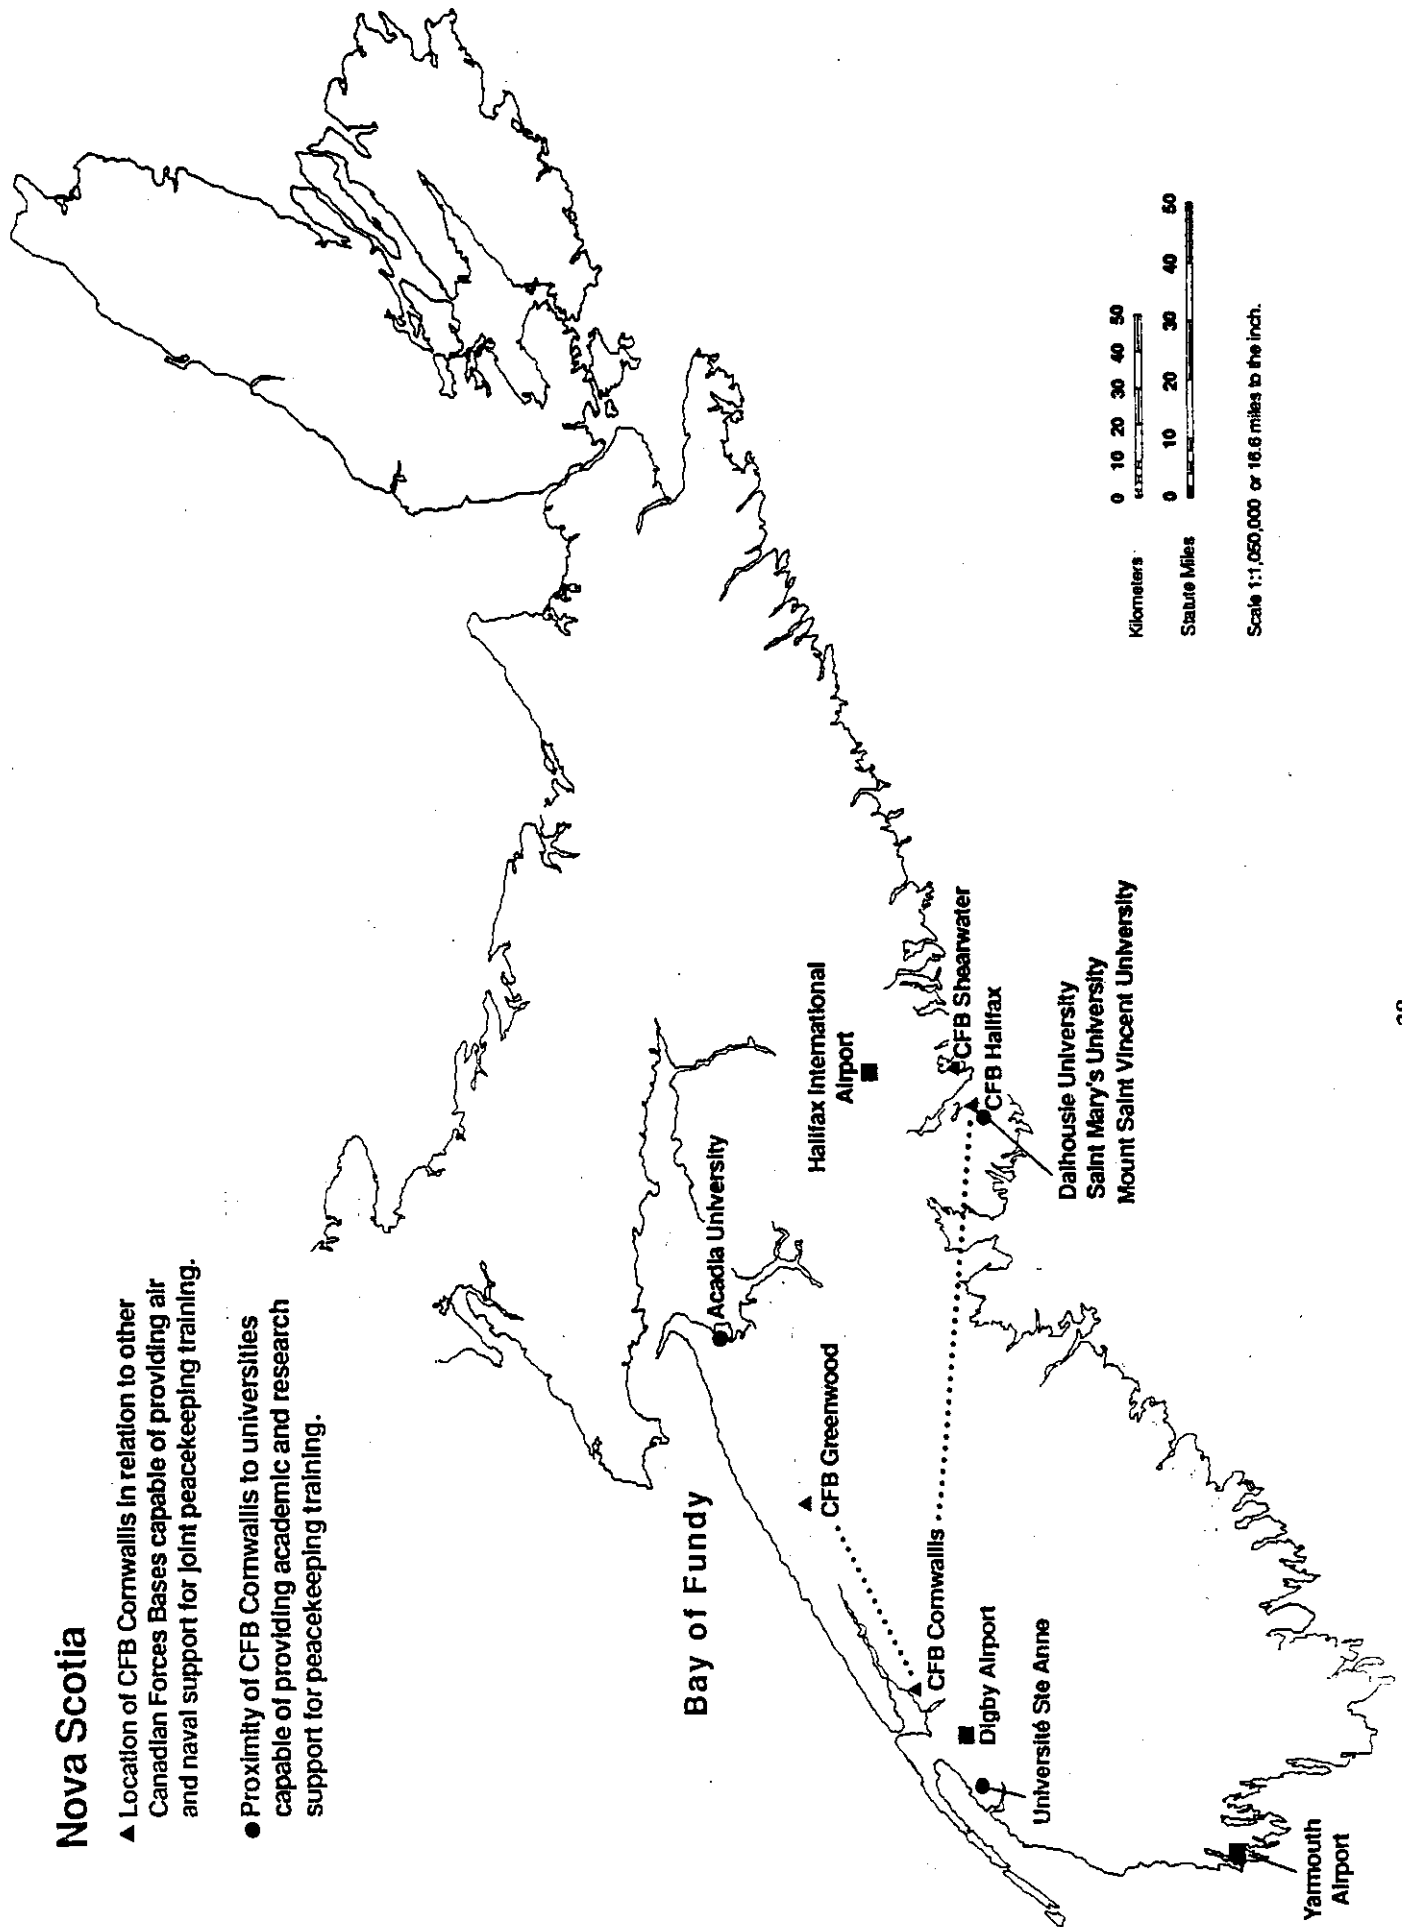 Nova Scotia
▲ Location of CFB Cornwallis in relation to other
Canadian Forces Bases capable of providing air
and naval support for joint peacekeeping training.
● Proximity of CFB Cornwallis to universities
capable of providing academic and research
support for peacekeeping training.
Bay of Fundy
Acadia University
Halifax International
Airport
CFB Greenwood
CFB Shearwater
CFB Halifax
CFB Cornwallis
Dalhousie University
Saint Mary's University
Mount Saint Vincent University
Digby Airport
Université Ste Anne
Yarmouth
Airport
Kilometers
0 10 20 30 40 50
Statute Miles
0 10 20 30 40 50
Scale 1:1,050,000 or 16.6 miles to the inch.